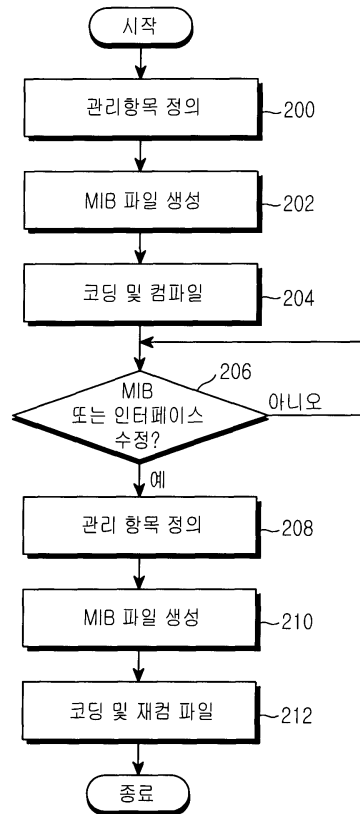 시작
관리항목 정의
200
MIB 파일 생성
202
코딩 및 컴파일
204
206
MIB
또는 인터페이스
수정?
아니오
예
관리 항목 정의
208
MIB 파일 생성
210
코딩 및 재컴 파일
212
종료